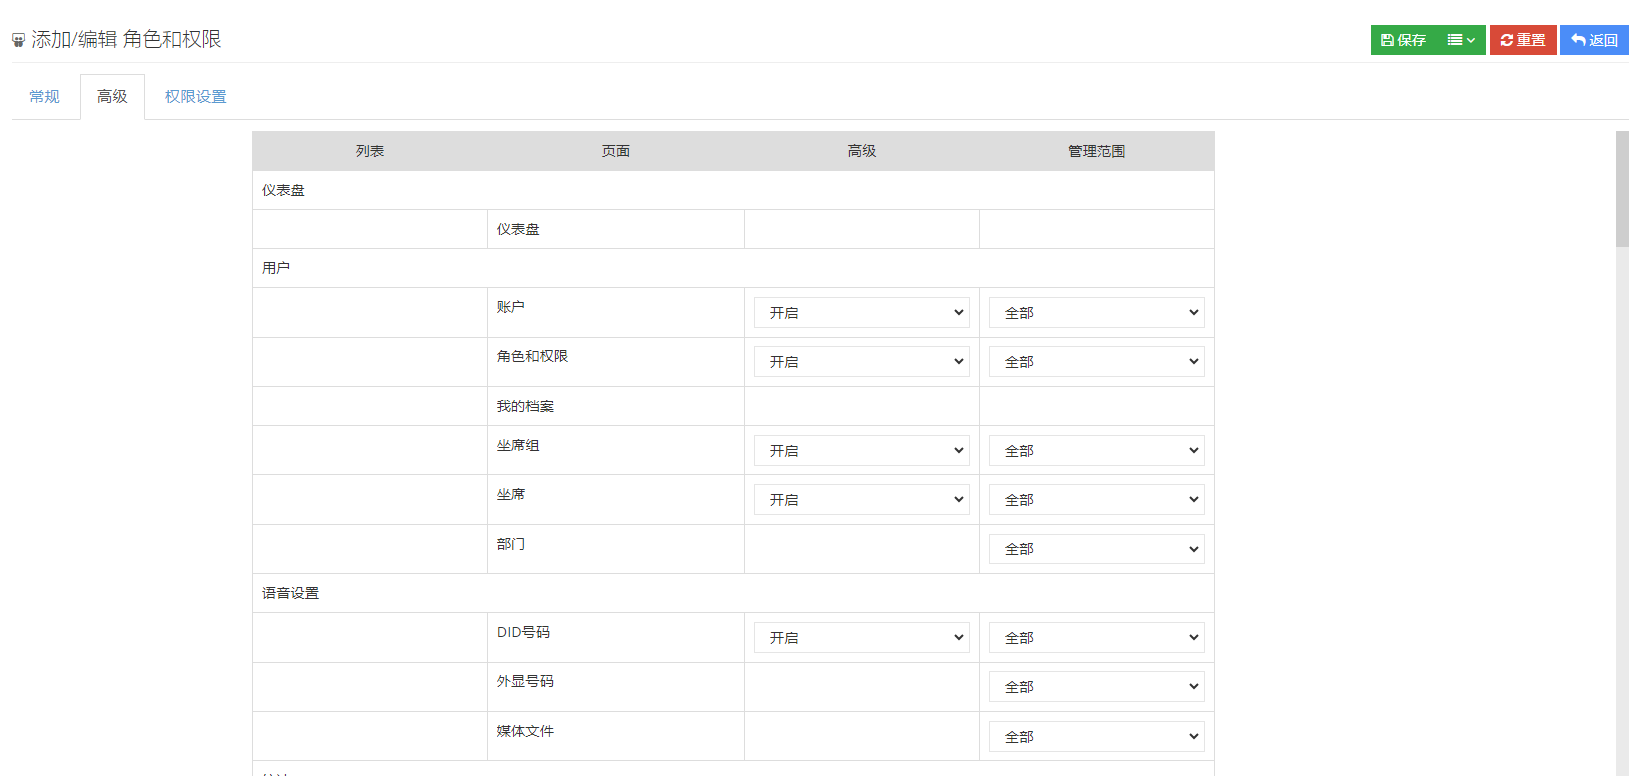 添加/编辑 角色和权限
保存
重置
返回
常规 高级 权限设置
列表 页面 高级 管理范围
仪表盘
仪表盘
用户
账户 开启 全部
角色和权限 开启 全部
我的档案
坐席组 开启 全部
坐席 开启 全部
部门 全部
语音设置
DID号码 开启 全部
外显号码 全部
媒体文件 全部